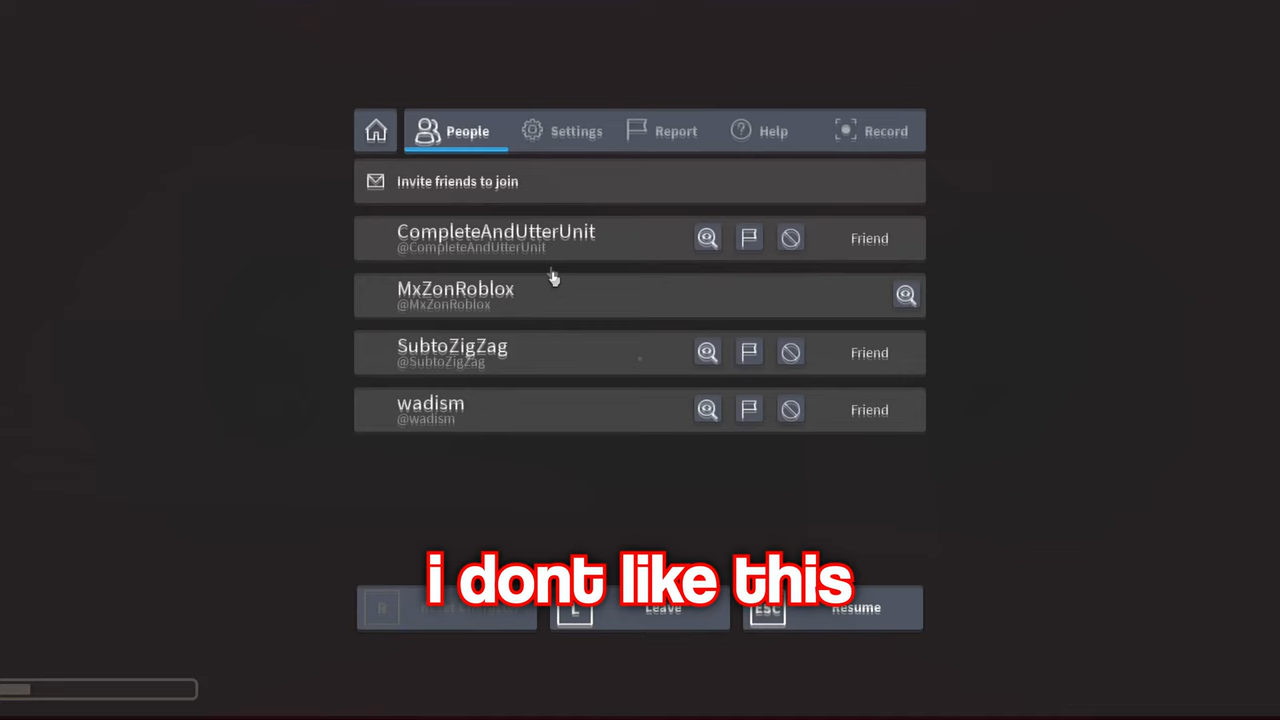 People
Settings
Report
Help
Record
Invite friends to join
CompleteAndUtterUnit
@CompleteAndUtterUnit
Friend
MxZonRoblox
@MxZonRoblox
SubtoZigZag
@SubtoZigZag
Friend
wadism
@wadism
Friend
i dont like this
R
L Leave
ESC Resume